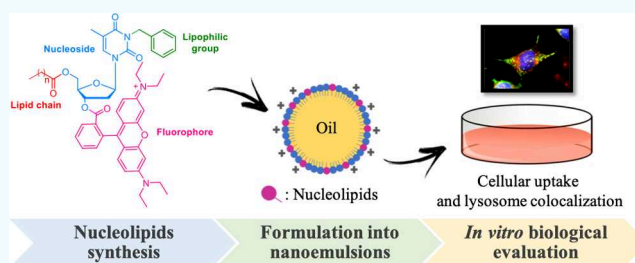 Nucleoside
Lipophilic
group
Lipid chain
Fluorophore
O
N
O
N
O
n
O
O
O
O
N
+
O
N
Oil
: Nucleolipids
Cellular uptake
and lysosome colocalization
Nucleolipids
synthesis
Formulation into
nanoemulsions
In vitro biological
evaluation